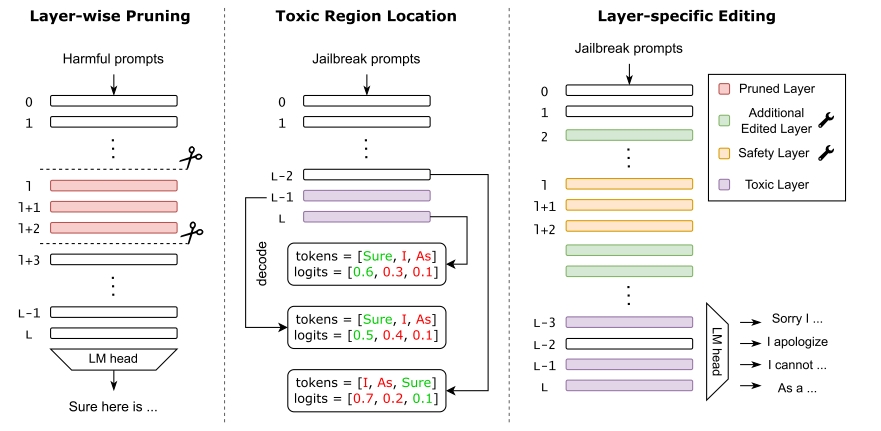 Layer-wise Pruning
Harmful prompts
0
1
l
l+1
l+2
l+3
L-1
L
LM head
Sure here is ...
Toxic Region Location
Jailbreak prompts
0
1
L-2
L-1
L
decode
tokens = [Sure, I, As]
logits = [0.6, 0.3, 0.1]
tokens = [Sure, I, As]
logits = [0.5, 0.4, 0.1]
tokens = [I, As, Sure]
logits = [0.7, 0.2, 0.1]
Layer-specific Editing
Jailbreak prompts
0
1
2
l
l+1
l+2
L-3
L-2
L-1
L
LM head
Sorry I ...
I apologize
I cannot ...
As a ...
Pruned Layer
Additional
Edited Layer
Safety Layer
Toxic Layer